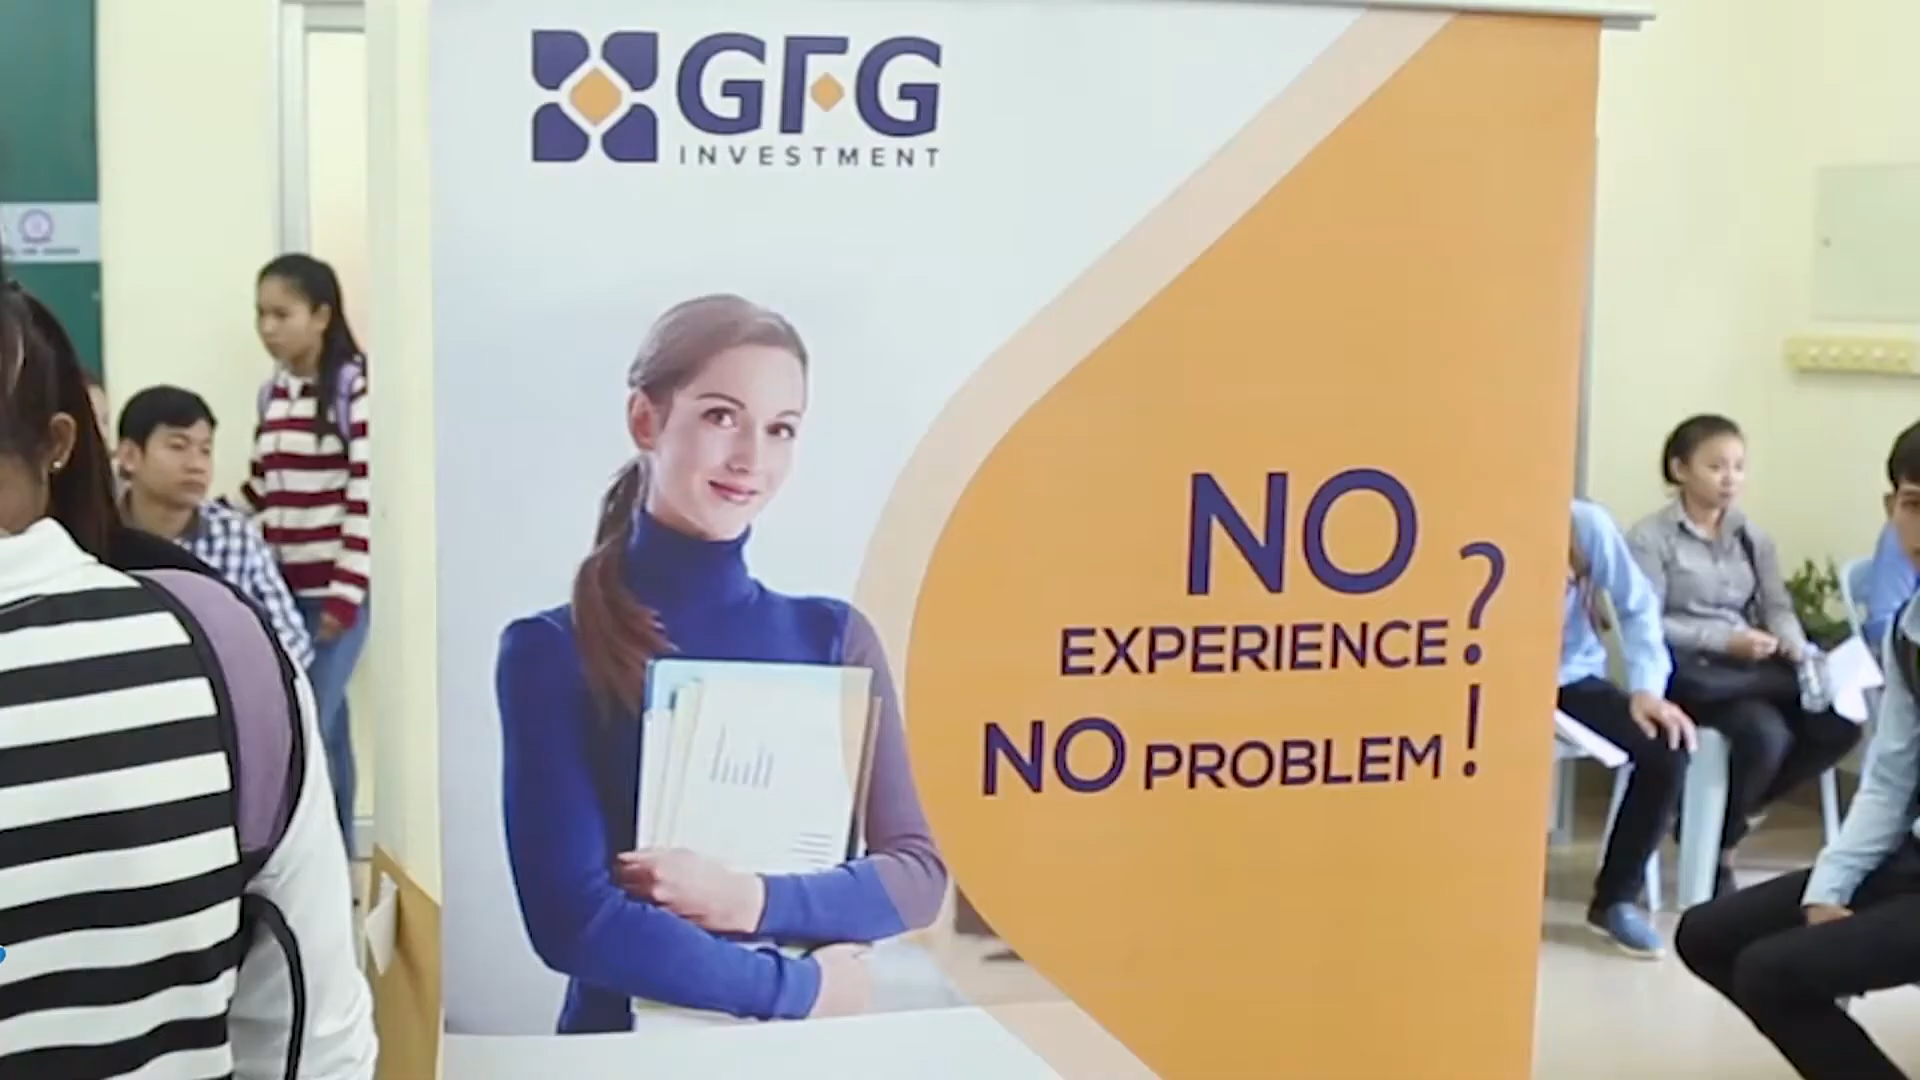 GFG
INVESTMENT
NO
EXPERIENCE?
NO PROBLEM!